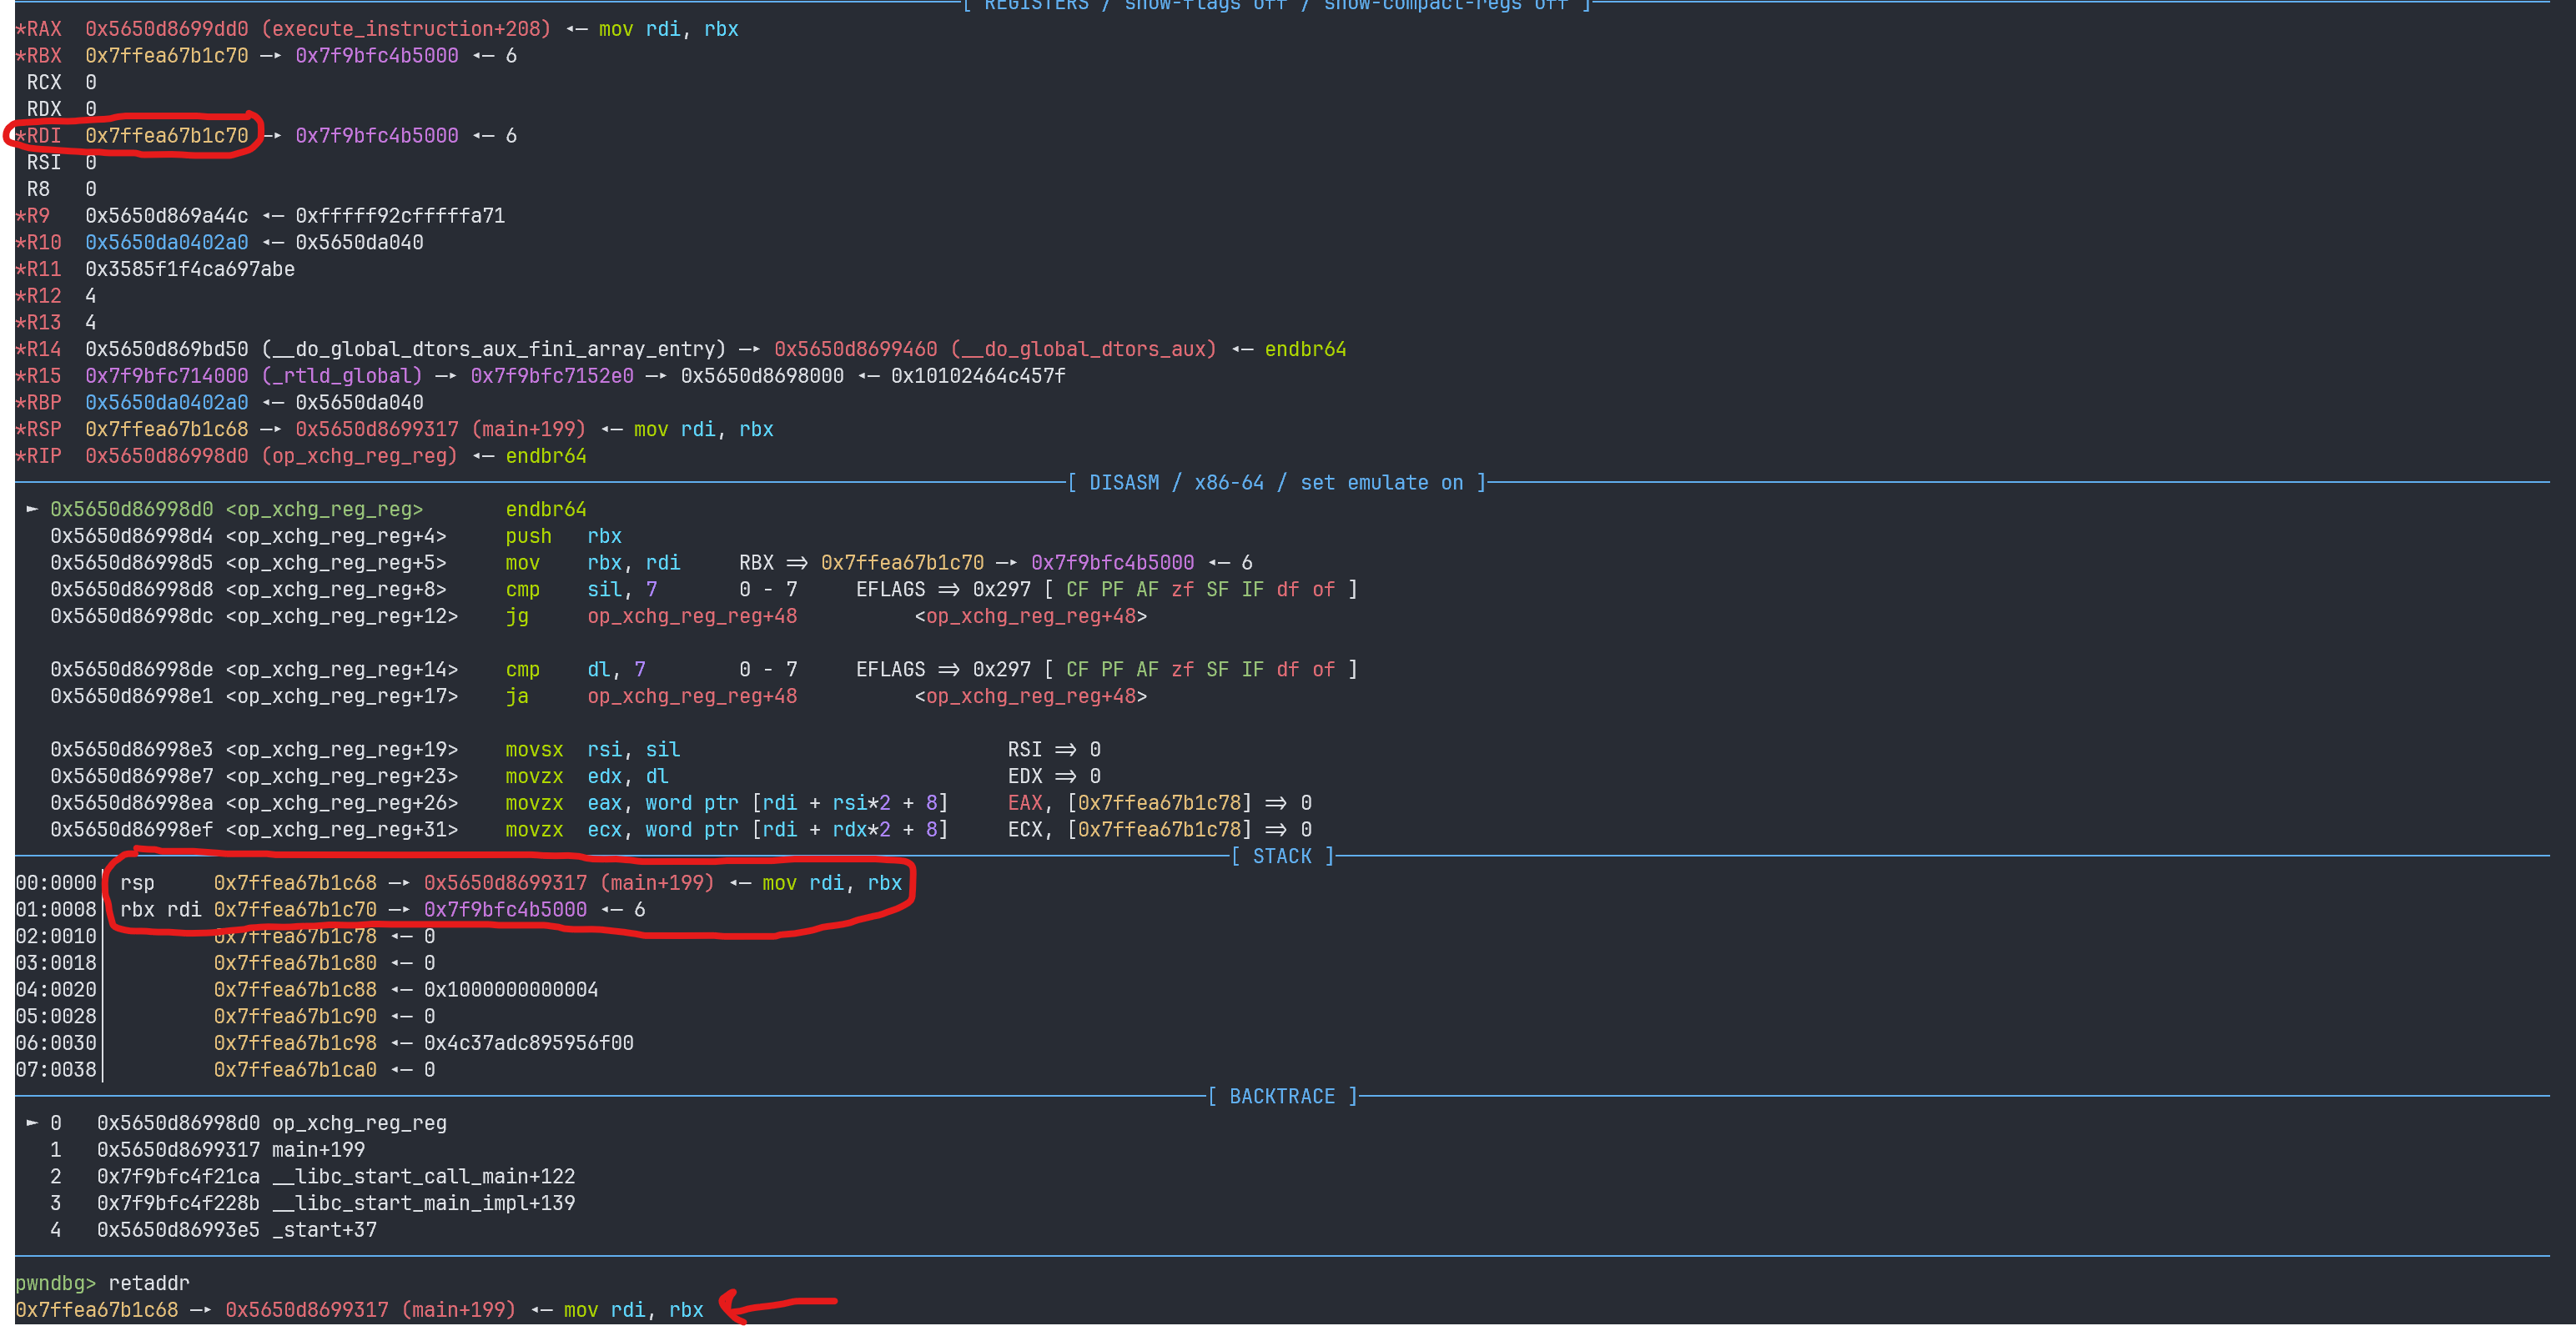 [ REGISTERS / show-flags off / show-compact-regs off ]
*RAX  0x5650d8699dd0 (execute_instruction+208) ◂— mov rdi, rbx
*RBX  0x7ffea67b1c70 —▸ 0x7f9bfc4b5000 ◂— 6
RCX  0
RDX  0
*RDI  0x7ffea67b1c70 —▸ 0x7f9bfc4b5000 ◂— 6
RSI  0
R8   0
*R9   0x5650d869a44c ◂— 0xfffff92cfffffa71
*R10  0x5650da0402a0 ◂— 0x5650da040
*R11  0x3585f1f4ca697abe
*R12  4
*R13  4
*R14  0x5650d869bd50 (__do_global_dtors_aux_fini_array_entry) —▸ 0x5650d8699460 (__do_global_dtors_aux) ◂— endbr64
*R15  0x7f9bfc714000 (_rtld_global) —▸ 0x7f9bfc7152e0 —▸ 0x5650d8698000 ◂— 0x10102464c457f
*RBP  0x5650da0402a0 ◂— 0x5650da040
*RSP  0x7ffea67b1c68 —▸ 0x5650d8699317 (main+199) ◂— mov rdi, rbx
*RIP  0x5650d86998d0 (op_xchg_reg_reg) ◂— endbr64
[ DISASM / x86-64 / set emulate on ]
► 0x5650d86998d0 <op_xchg_reg_reg>       endbr64
0x5650d86998d4 <op_xchg_reg_reg+4>     push   rbx
0x5650d86998d5 <op_xchg_reg_reg+5>     mov    rbx, rdi     RBX => 0x7ffea67b1c70 —▸ 0x7f9bfc4b5000 ◂— 6
0x5650d86998d8 <op_xchg_reg_reg+8>     cmp    sil, 7       0 - 7     EFLAGS => 0x297 [ CF PF AF zf SF IF df of ]
0x5650d86998dc <op_xchg_reg_reg+12>    jg     op_xchg_reg_reg+48          <op_xchg_reg_reg+48>
0x5650d86998de <op_xchg_reg_reg+14>    cmp    dl, 7        0 - 7     EFLAGS => 0x297 [ CF PF AF zf SF IF df of ]
0x5650d86998e1 <op_xchg_reg_reg+17>    ja     op_xchg_reg_reg+48          <op_xchg_reg_reg+48>
0x5650d86998e3 <op_xchg_reg_reg+19>    movsx  rsi, sil                            RSI => 0
0x5650d86998e7 <op_xchg_reg_reg+23>    movzx  edx, dl                             EDX => 0
0x5650d86998ea <op_xchg_reg_reg+26>    movzx  eax, word ptr [rdi + rsi*2 + 8]     EAX, [0x7ffea67b1c78] => 0
0x5650d86998ef <op_xchg_reg_reg+31>    movzx  ecx, word ptr [rdi + rdx*2 + 8]     ECX, [0x7ffea67b1c78] => 0
[ STACK ]
00:0000│ rsp     0x7ffea67b1c68 —▸ 0x5650d8699317 (main+199) ◂— mov rdi, rbx
01:0008│ rbx rdi 0x7ffea67b1c70 —▸ 0x7f9bfc4b5000 ◂— 6
02:0010│         0x7ffea67b1c78 ◂— 0
03:0018│         0x7ffea67b1c80 ◂— 0
04:0020│         0x7ffea67b1c88 ◂— 0x1000000000004
05:0028│         0x7ffea67b1c90 ◂— 0
06:0030│         0x7ffea67b1c98 ◂— 0x4c37adc895956f00
07:0038│         0x7ffea67b1ca0 ◂— 0
[ BACKTRACE ]
► 0   0x5650d86998d0 op_xchg_reg_reg
1   0x5650d8699317 main+199
2   0x7f9bfc4f21ca __libc_start_call_main+122
3   0x7f9bfc4f228b __libc_start_main_impl+139
4   0x5650d86993e5 _start+37
pwndbg> retaddr
0x7ffea67b1c68 —▸ 0x5650d8699317 (main+199) ◂— mov rdi, rbx